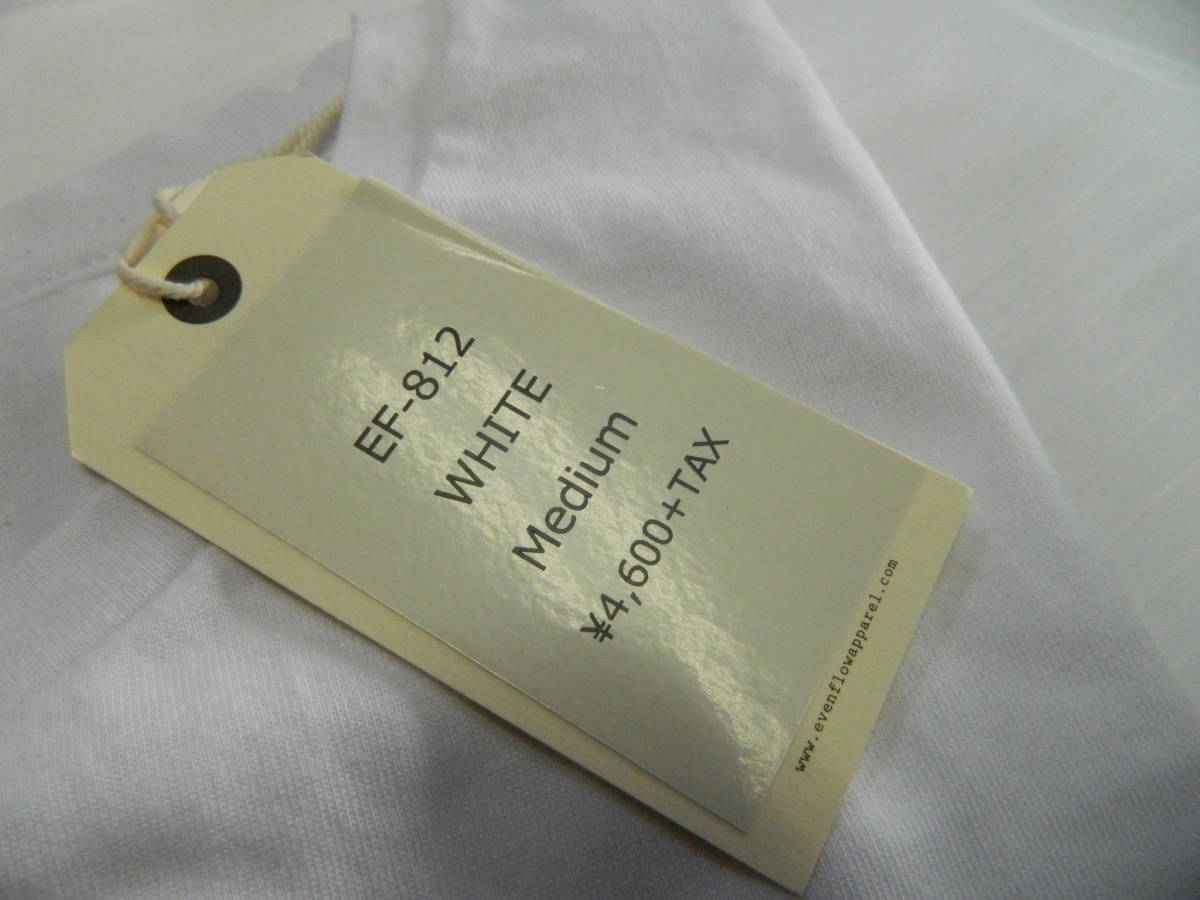 EF-812
WHITE
Medium
¥4,600+TAX
www.evenflowapparel.com